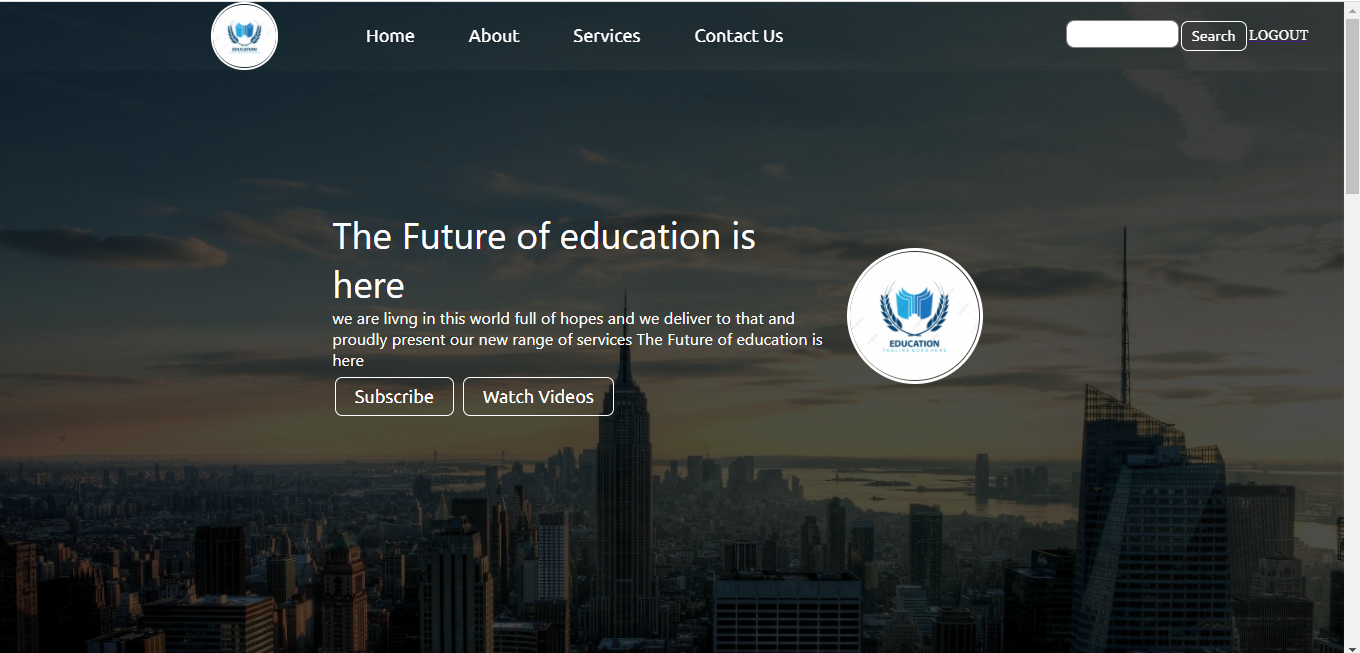 EDUCATION
Home About Services Contact Us
Search LOGOUT
The Future of education is
here
we are livng in this world full of hopes and we deliver to that and
proudly present our new range of services The Future of education is
here
Subscribe Watch Videos
EDUCATION
TAGLINE GOES HERE